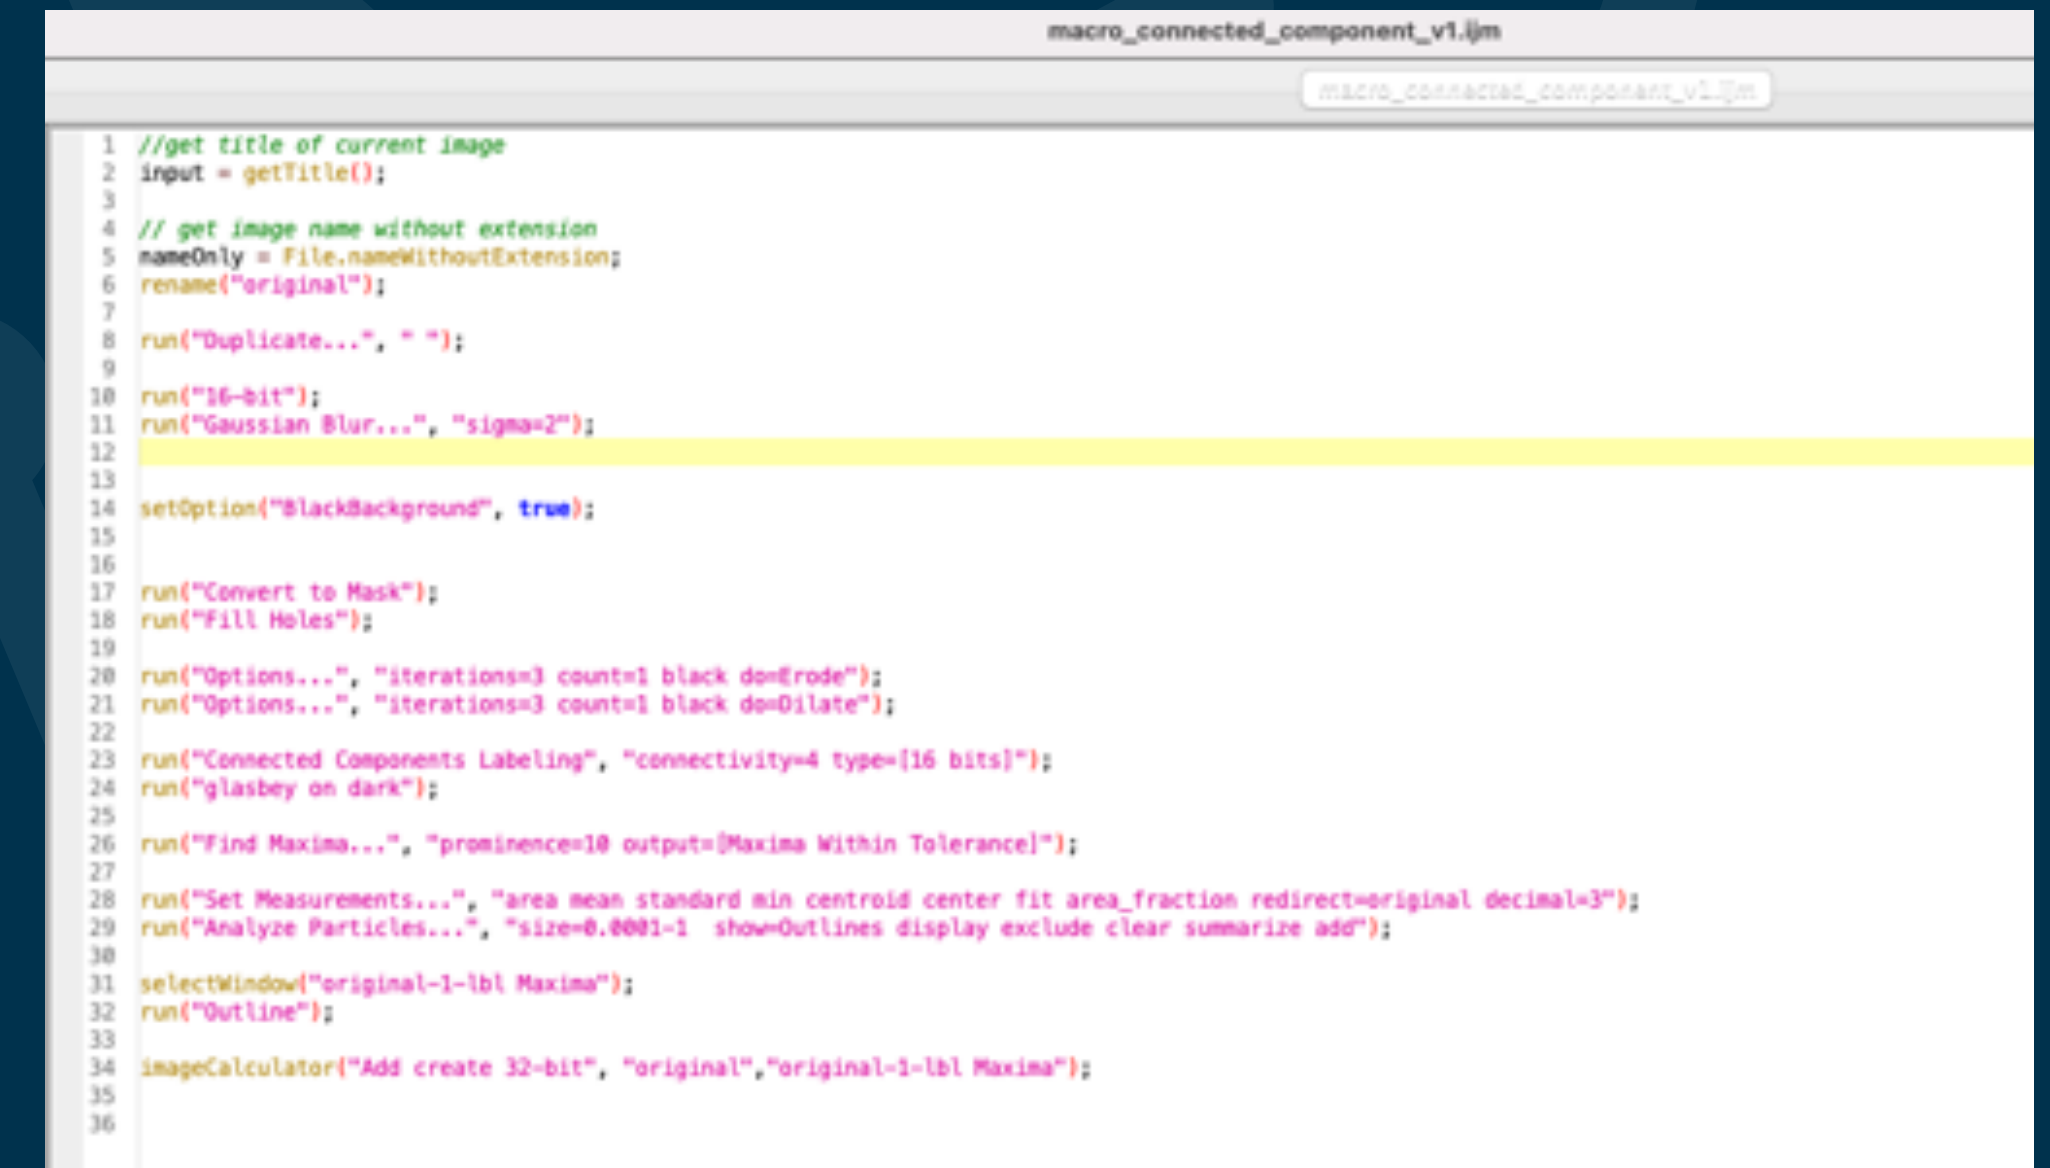 macro_connected_component_v1.ijm
macro_connected_component_v1.ijm
1 //get title of current image
2 input = getTitle();
3
4 // get image name without extension
5 nameOnly = File.nameWithoutExtension;
6 rename("original");
7
8 run("Duplicate...", " ");
9
10 run("16-bit");
11 run("Gaussian Blur...", "sigma=2");
12
13
14 setOption("BlackBackground", true);
15
16
17 run("Convert to Mask");
18 run("Fill Holes");
19
20 run("Options...", "iterations=3 count=1 black do=Erode");
21 run("Options...", "iterations=3 count=1 black do=Dilate");
22
23 run("Connected Components Labeling", "connectivity=4 type=[16 bits]");
24 run("glasbey on dark");
25
26 run("Find Maxima...", "prominence=10 output=[Maxima Within Tolerance]");
27
28 run("Set Measurements...", "area mean standard min centroid center fit area_fraction redirect=original decimal=3");
29 run("Analyze Particles...", "size=0.0001-1  show=Outlines display exclude clear summarize add");
30
31 selectWindow("original-1-lbl Maxima");
32 run("Outline");
33
34 imageCalculator("Add create 32-bit", "original","original-1-lbl Maxima");
35
36